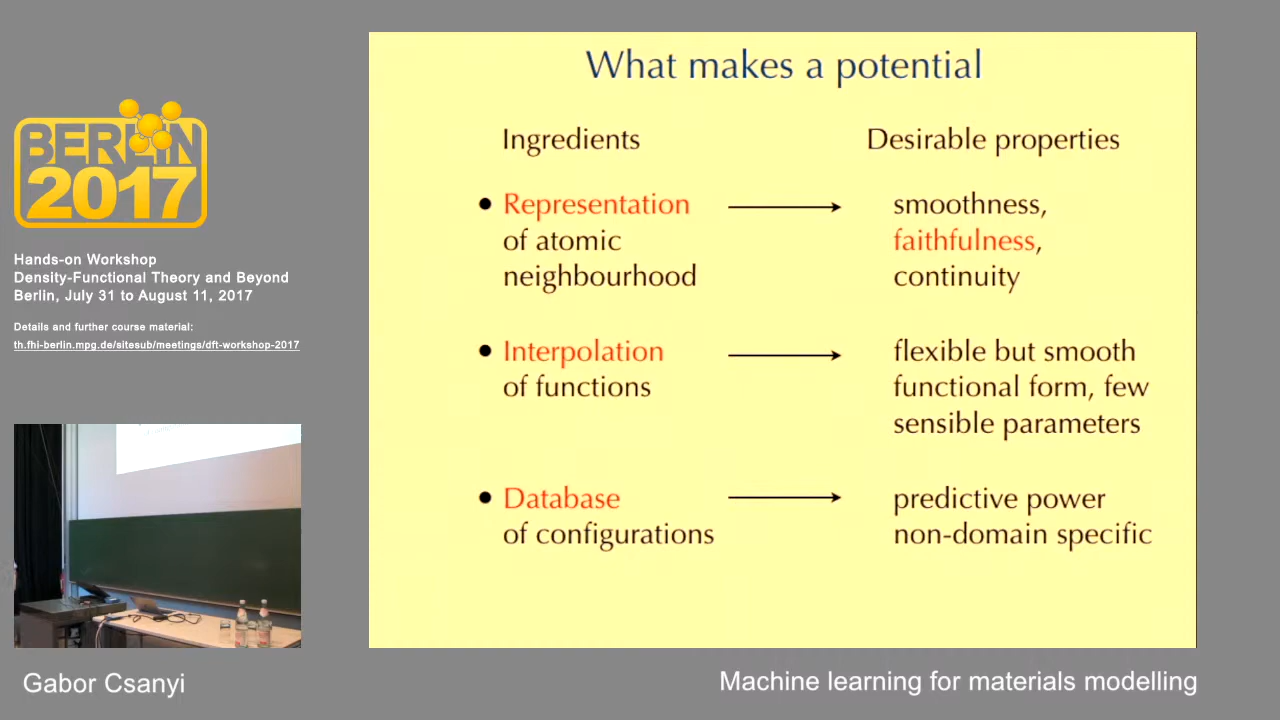 BERLIN
2017
Hands-on Workshop
Density-Functional Theory and Beyond
Berlin, July 31 to August 11, 2017
Details and further course material:
th.fhi-berlin.mpg.de/sitesub/meetings/dft-workshop-2017
What makes a potential
Ingredients
Desirable properties
• Representation
of atomic
neighbourhood
smoothness,
faithfulness,
continuity
• Interpolation
of functions
flexible but smooth
functional form, few
sensible parameters
• Database
of configurations
predictive power
non-domain specific
Gabor Csanyi
Machine learning for materials modelling